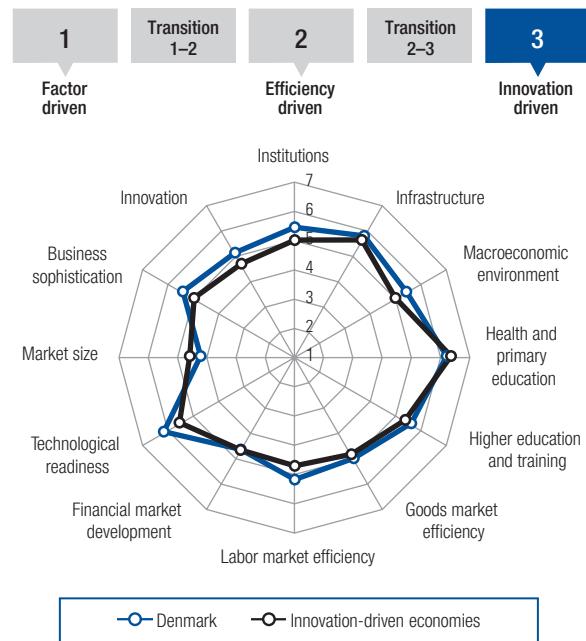 1
Transition
1–2
2
Transition
2–3
3
Factor
driven
Efficiency
driven
Innovation
driven
Institutions
Infrastructure
Macroeconomic
environment
Health and
primary
education
Higher education
and training
Goods market
efficiency
Labor market efficiency
Financial market
development
Technological
readiness
Market size
Business
sophistication
Innovation
7
6
5
4
3
2
1
Denmark
Innovation-driven economies